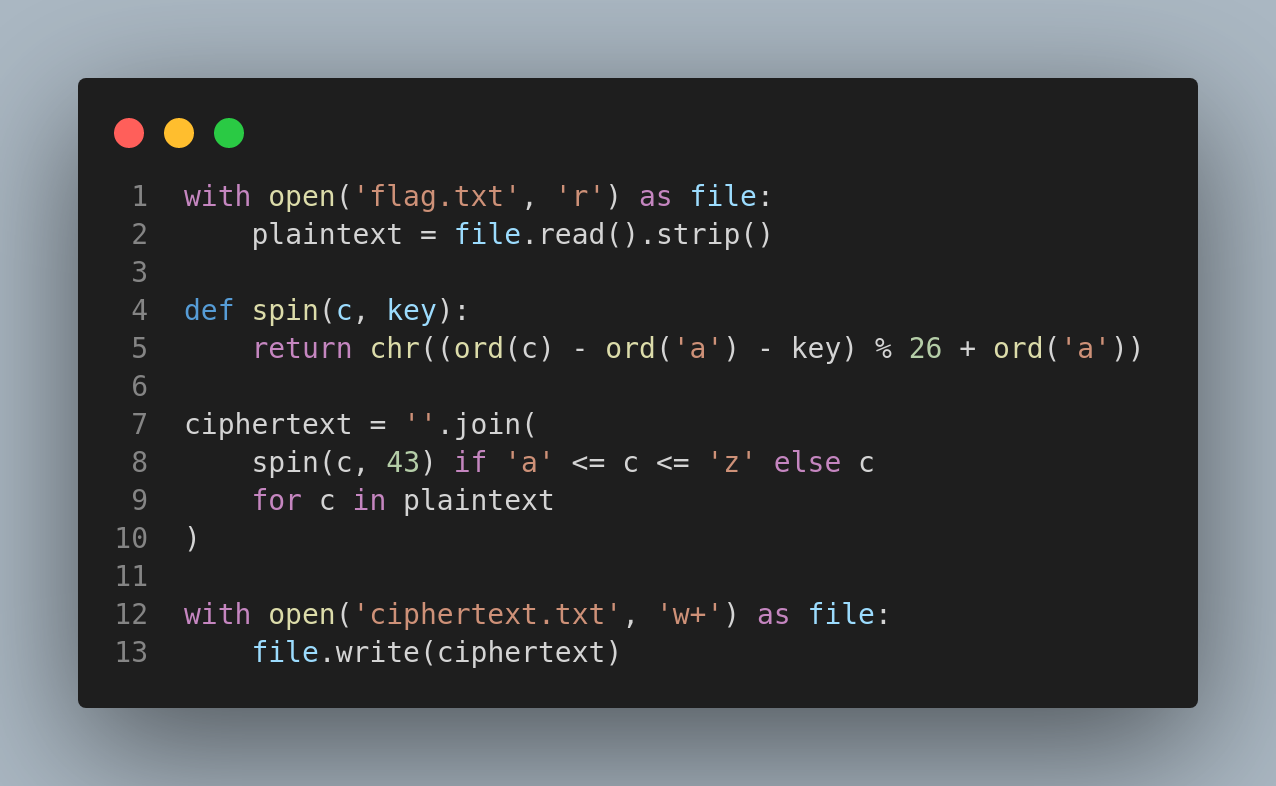 1 with open('flag.txt', 'r') as file:
2     plaintext = file.read().strip()
3
4 def spin(c, key):
5     return chr((ord(c) - ord('a') - key) % 26 + ord('a'))
6
7 ciphertext = ''.join(
8     spin(c, 43) if 'a' <= c <= 'z' else c
9     for c in plaintext
10 )
11
12 with open('ciphertext.txt', 'w+') as file:
13     file.write(ciphertext)